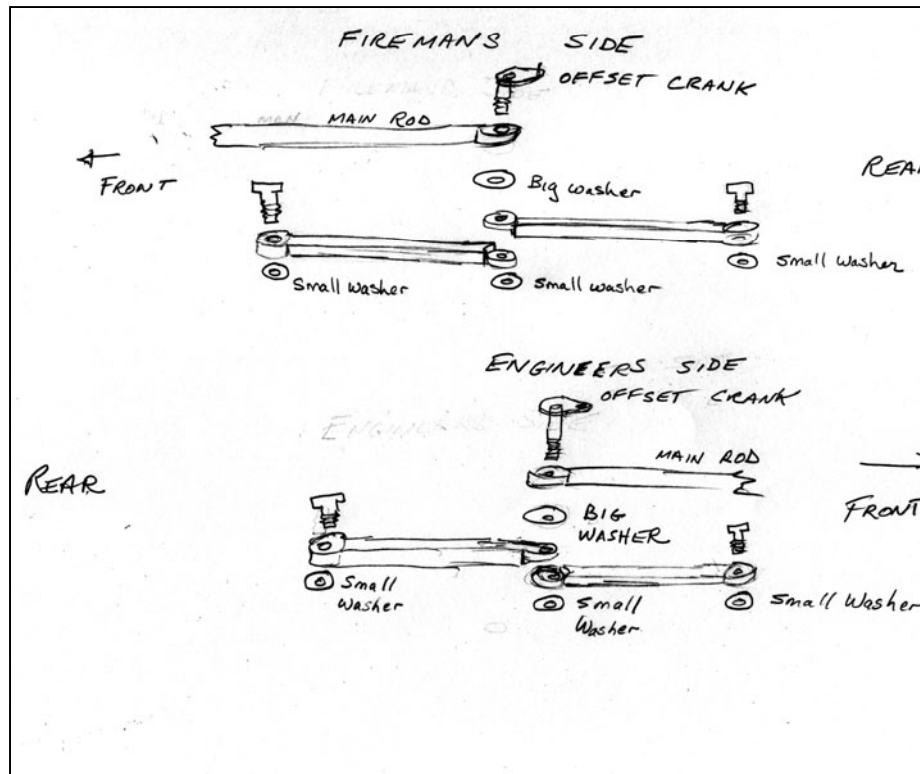 FIREMANS SIDE
OFFSET CRANK
MAIN ROD
FRONT
Big washer
Small washer
Small washer
Small washer
ENGINEERS SIDE
OFFSET CRANK
MAIN ROD
REAR
FRONT
BIG
WASHER
Small
Washer
Small
Washer
Small Washer